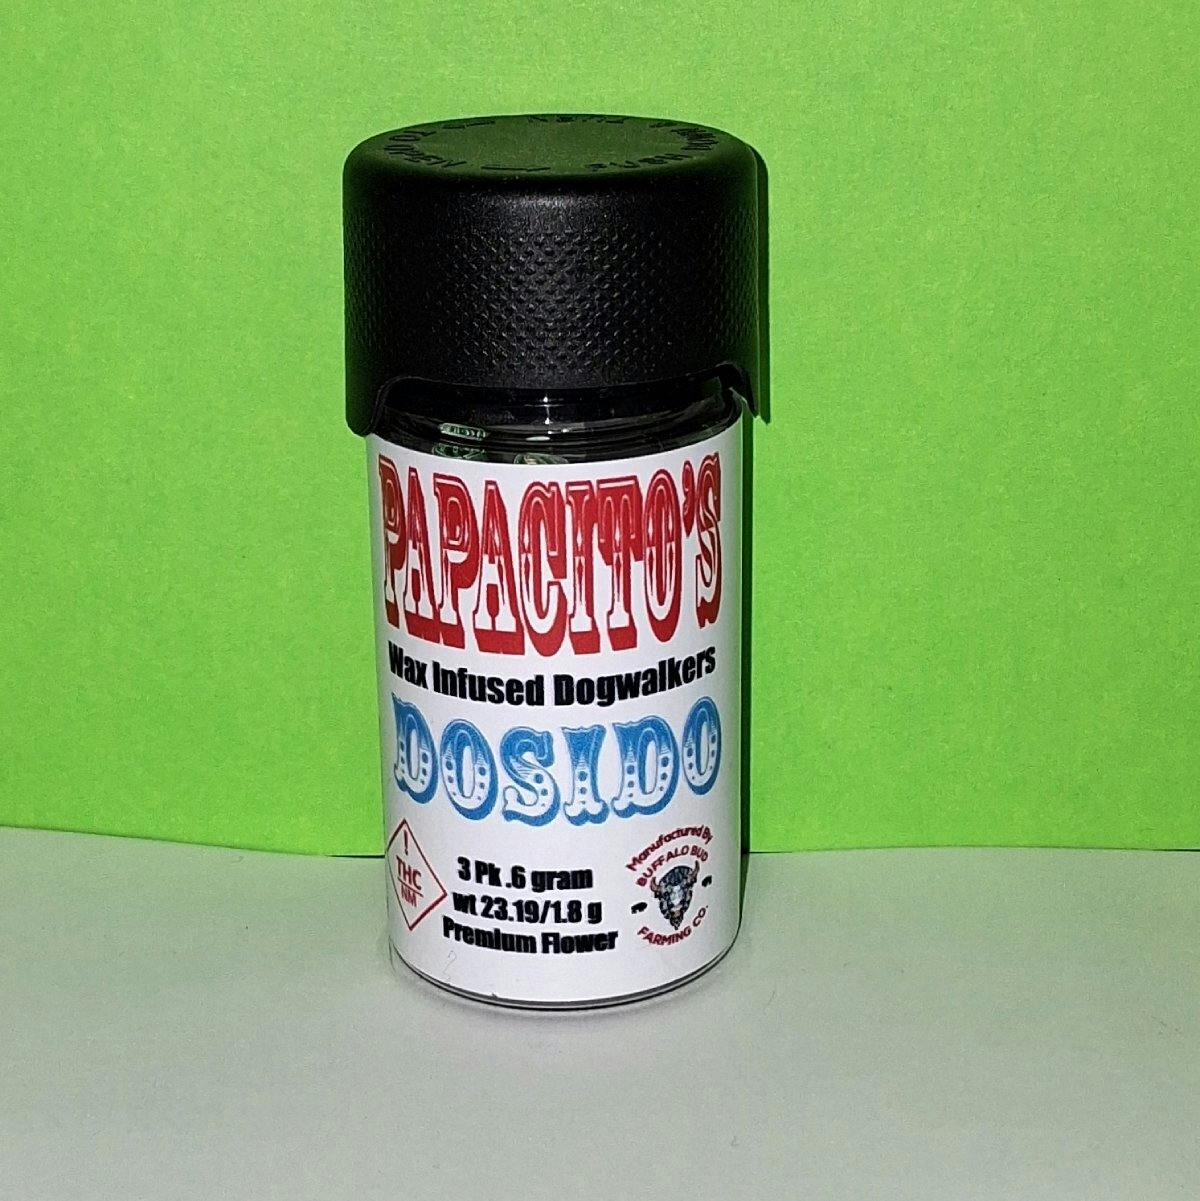 PAPACITO'S
Wax Infused Dogwalkers
DOSIDO
!
THC
NM
3 Pk .6 gram
wt 23.19/1.8 g
Premium Flower
Manufactured By
BUFFALO BUD
FARMING CO.